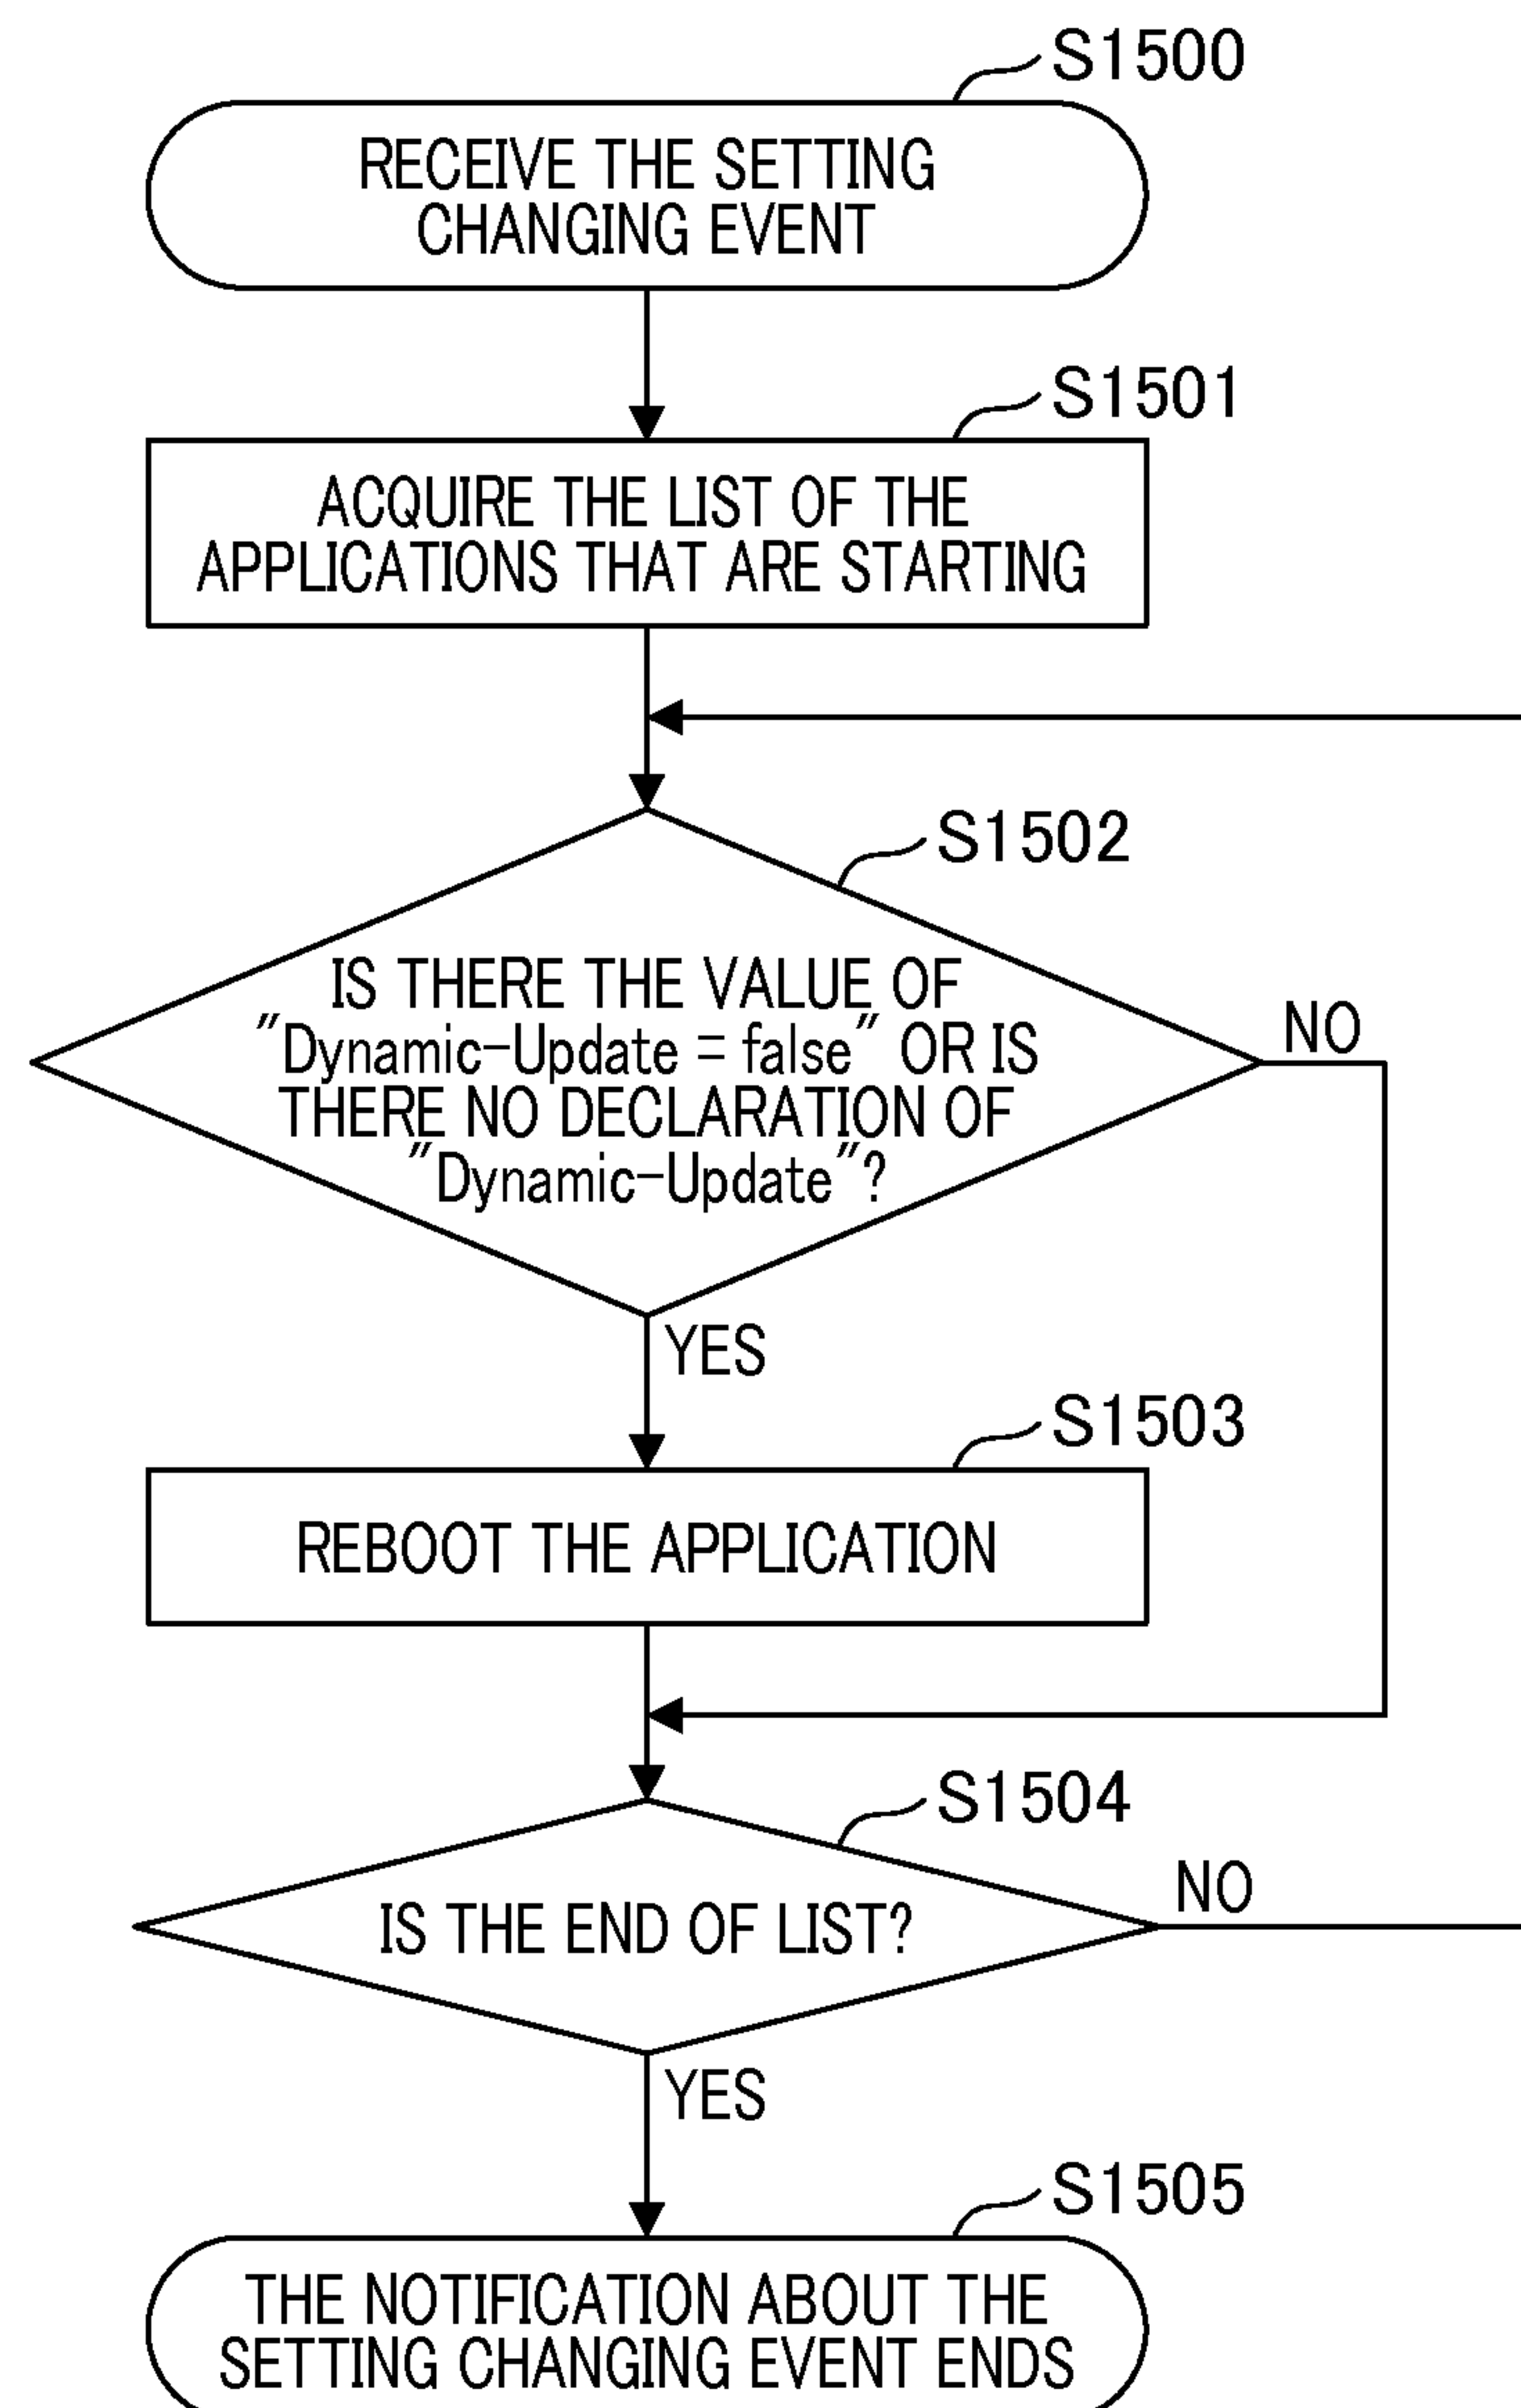 S1500
RECEIVE THE SETTING
CHANGING EVENT
S1501
ACQUIRE THE LIST OF THE
APPLICATIONS THAT ARE STARTING
S1502
IS THERE THE VALUE OF
"Dynamic-Update = false" OR IS
THERE NO DECLARATION OF
"Dynamic-Update"?
NO
YES
S1503
REBOOT THE APPLICATION
S1504
IS THE END OF LIST?
NO
YES
S1505
THE NOTIFICATION ABOUT THE
SETTING CHANGING EVENT ENDS